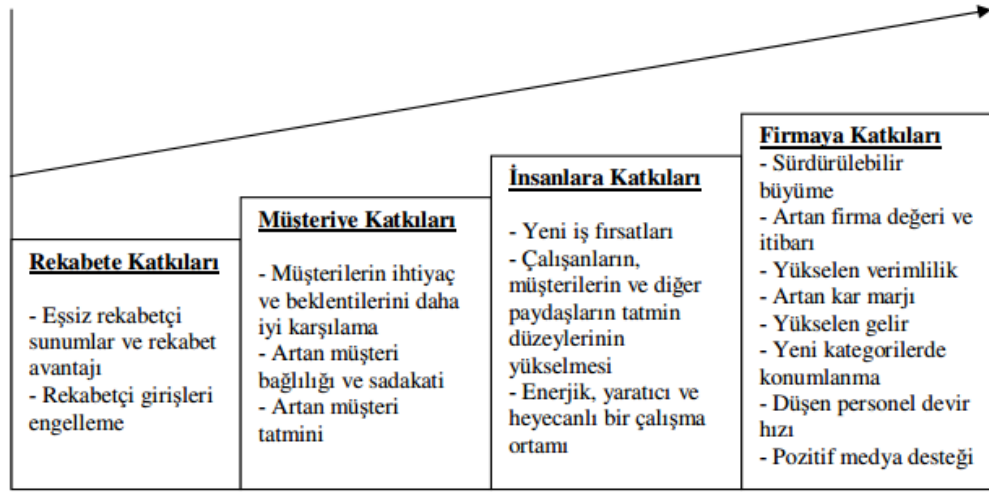 Rekabete Katkıları
- Eşsiz rekabetçi
sunumlar ve rekabet
avantajı
- Rekabetçi girişleri
engelleme
Müşteriye Katkıları
- Müşterilerin ihtiyaç
ve beklentilerini daha
iyi karşılama
- Artan müşteri
bağlılığı ve sadakati
- Artan müşteri
tatmini
İnsanlara Katkıları
- Yeni iş fırsatları
- Çalışanların,
müşterilerin ve diğer
paydaşların tatmin
düzeylerinin
yükselmesi
- Enerjik, yaratıcı ve
heyecanlı bir çalışma
ortamı
Firmaya Katkıları
- Sürdürülebilir
büyüme
- Artan firma değeri ve
itibarı
- Yükselen verimlilik
- Artan kar marjı
- Yükselen gelir
- Yeni kategorilerde
konumlanma
- Düşen personel devir
hızı
- Pozitif medya desteği